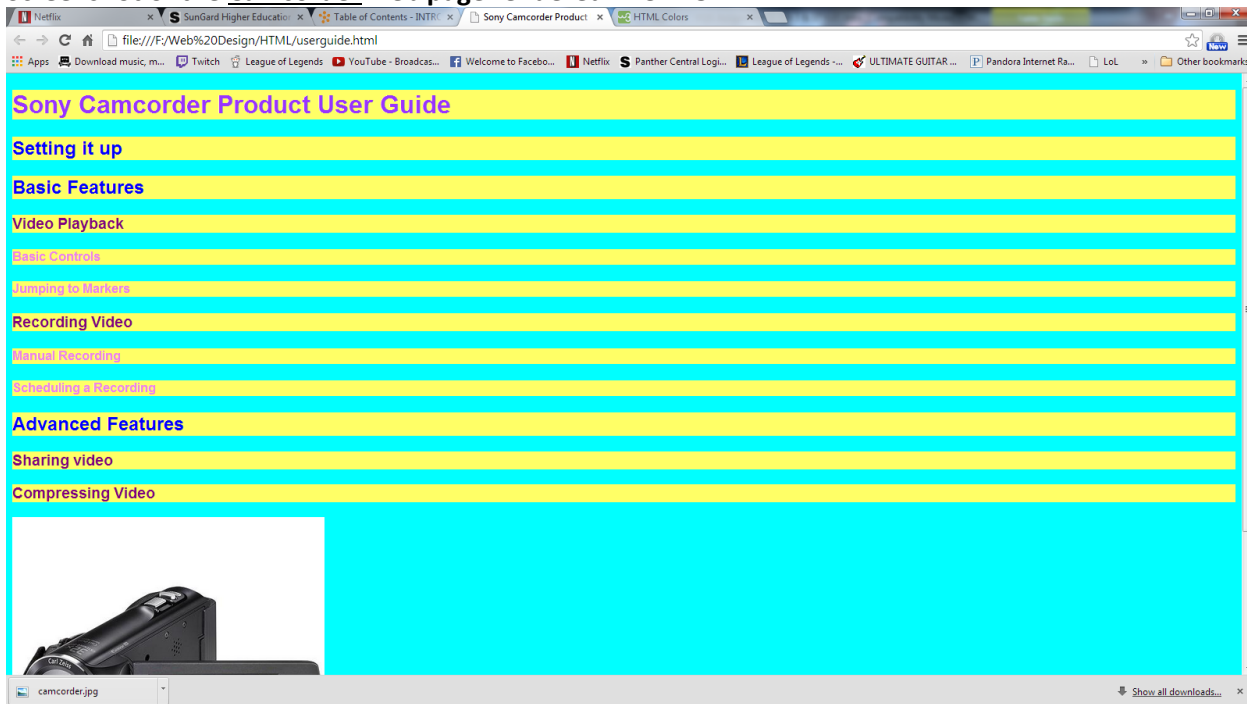 Netflix × SunGard Higher Education × Table of Contents - INTRO × Sony Camcorder Product × HTML Colors ×
file:///F:/Web%20Design/HTML/userguide.html
New
Apps Download music, m... Twitch League of Legends YouTube - Broadcas... Welcome to Facebo... Netflix Panther Central Logi... League of Legends -... ULTIMATE GUITAR ... Pandora Internet Ra... LoL » Other bookmarks
Sony Camcorder Product User Guide
Setting it up
Basic Features
Video Playback
Basic Controls
Jumping to Markers
Recording Video
Manual Recording
Scheduling a Recording
Advanced Features
Sharing video
Compressing Video
Carl Zeiss
camcorder.jpg
Show all downloads...